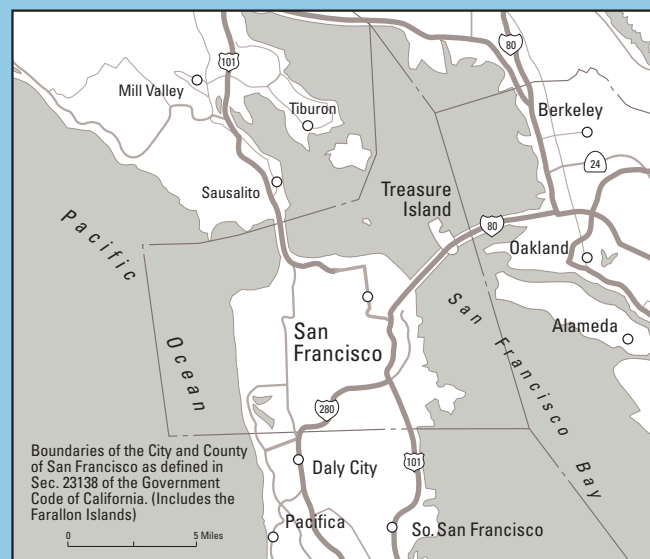 80
101
Mill Valley
Berkeley
Tiburon
24
Sausalito
Treasure
Island
80
Pacific
Ocean
Oakland
San Francisco Bay
San
Francisco
Alameda
280
Boundaries of the City and County
of San Francisco as defined in
Sec. 23138 of the Government
Code of California. (Includes the
Farallon Islands)
Daly City
101
Pacifica
So. San Francisco
0 5 Miles